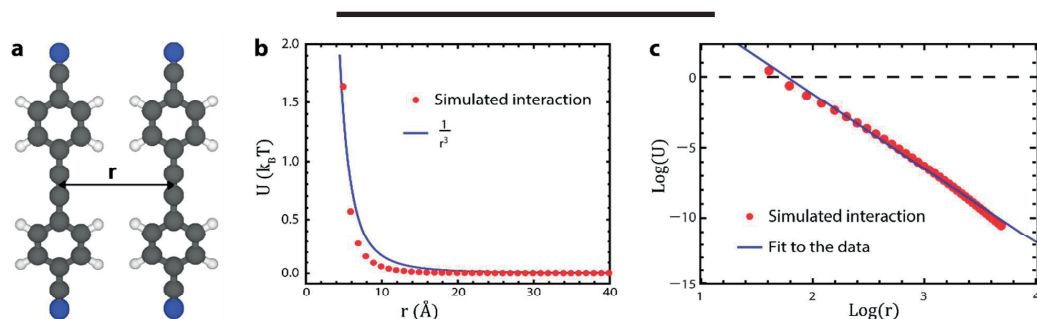 a
r
b
2.0
1.5
1.0
0.5
0.0
U (kBT)
Simulated interaction
1/r³
0
10
20
30
40
r (Å)
c
0
−5
−10
−15
Log(U)
Simulated interaction
Fit to the data
1
2
3
4
Log(r)